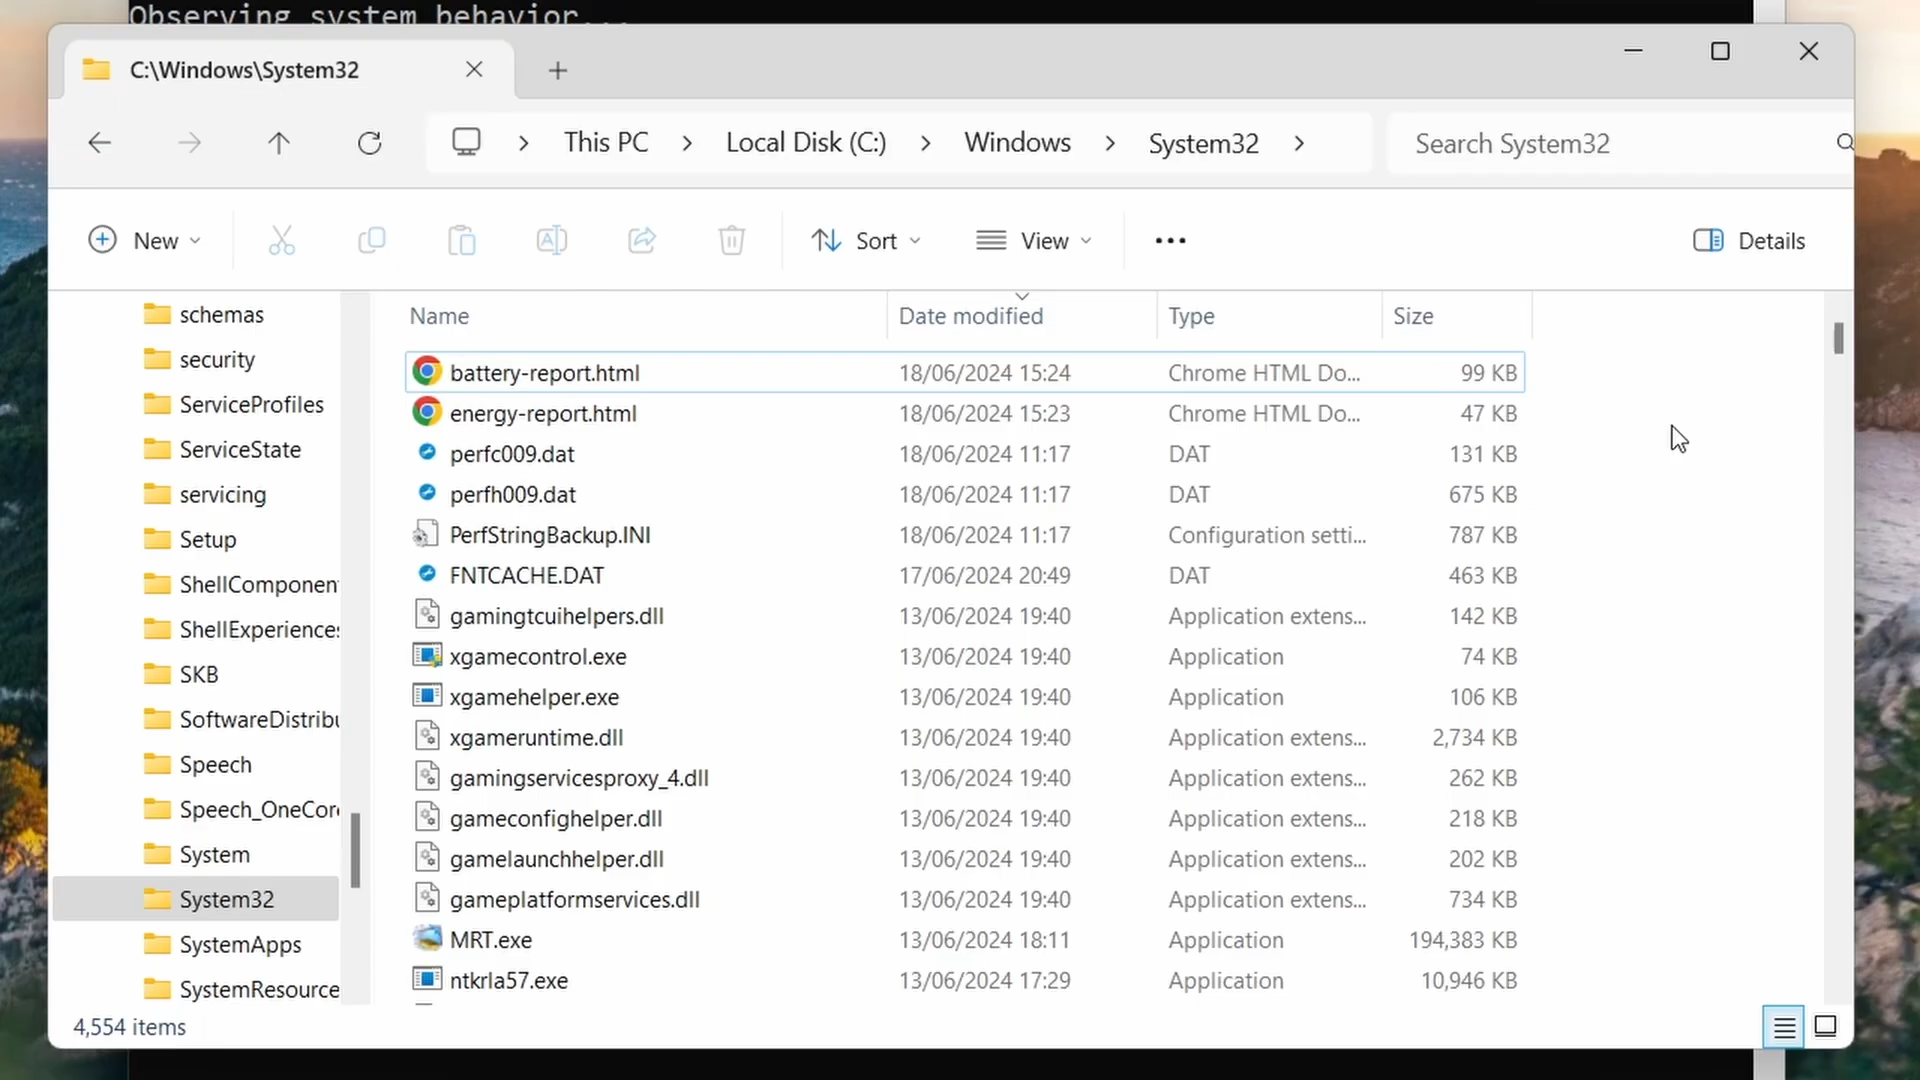 Observing system behavior...
C:\Windows\System32
This PC > Local Disk (C:) > Windows > System32 >
Search System32
New
Sort
View
Details
schemas
security
ServiceProfiles
ServiceState
servicing
Setup
ShellComponen
ShellExperiences
SKB
SoftwareDistribu
Speech
Speech_OneCore
System
System32
SystemApps
SystemResource
Name Date modified Type Size
battery-report.html 18/06/2024 15:24 Chrome HTML Do... 99 KB
energy-report.html 18/06/2024 15:23 Chrome HTML Do... 47 KB
perfc009.dat 18/06/2024 11:17 DAT 131 KB
perfh009.dat 18/06/2024 11:17 DAT 675 KB
PerfStringBackup.INI 18/06/2024 11:17 Configuration setti... 787 KB
FNTCACHE.DAT 17/06/2024 20:49 DAT 463 KB
gamingtcuihelpers.dll 13/06/2024 19:40 Application extens... 142 KB
xgamecontrol.exe 13/06/2024 19:40 Application 74 KB
xgamehelper.exe 13/06/2024 19:40 Application 106 KB
xgameruntime.dll 13/06/2024 19:40 Application extens... 2,734 KB
gamingservicesproxy_4.dll 13/06/2024 19:40 Application extens... 262 KB
gameconfighelper.dll 13/06/2024 19:40 Application extens... 218 KB
gamelaunchhelper.dll 13/06/2024 19:40 Application extens... 202 KB
gameplatformservices.dll 13/06/2024 19:40 Application extens... 734 KB
MRT.exe 13/06/2024 18:11 Application 194,383 KB
ntkrla57.exe 13/06/2024 17:29 Application 10,946 KB
4,554 items